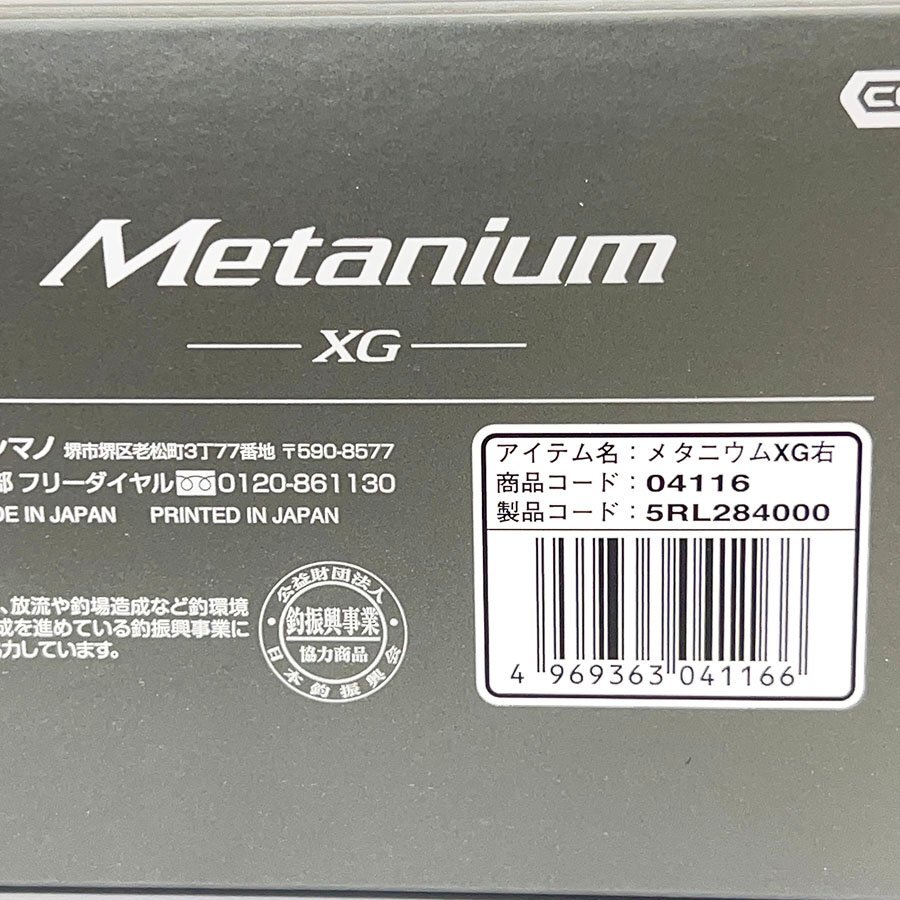 Metanium
XG
マノ 堺市堺区老松町3丁77番地 〒590-8577
部 フリーダイヤル 0120-861130
DE IN JAPAN PRINTED IN JAPAN
、放流や釣場造成など釣環境
成を進めている釣振興事業に
力しています。
公益財団法人
釣振興事業
協力商品
日本釣振興会
アイテム名：メタニウムXG右
商品コード：04116
製品コード：5RL284000
4 969363 041166